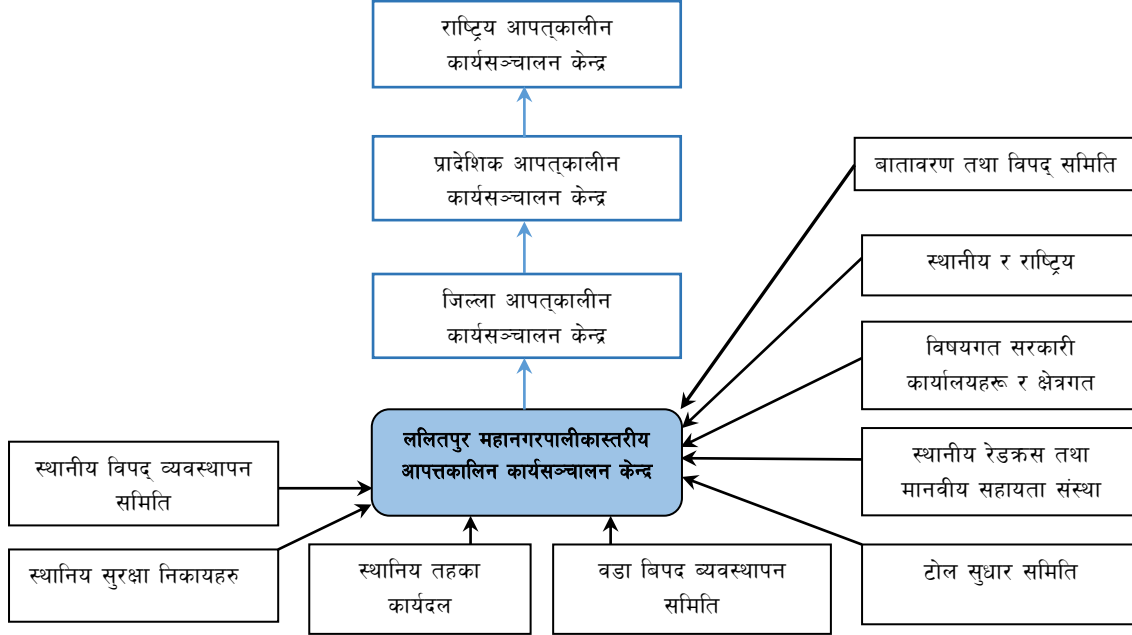 राष्ट्रिय आपत्‌कालीन
कार्यसञ्चालन केन्द्र
प्रादेशिक आपत्‌कालीन
कार्यसञ्चालन केन्द्र
जिल्ला आपत्‌कालीन
कार्यसञ्चालन केन्द्र
ललितपुर महानगरपालीकास्तरीय
आपत्तकालिन कार्यसञ्चालन केन्द्र
स्थानीय विपद् व्यवस्थापन
समिति
स्थानिय सुरक्षा निकायहरु
स्थानिय तहका
कार्यदल
वडा बिपद ब्यवस्थापन
समिति
बातावरण तथा विपद् समिति
स्थानीय र राष्ट्रिय
विषयगत सरकारी
कार्यालयहरू र क्षेत्रगत
स्थानीय रेडक्रस तथा
मानवीय सहायता संस्था
टोल सुधार समिति